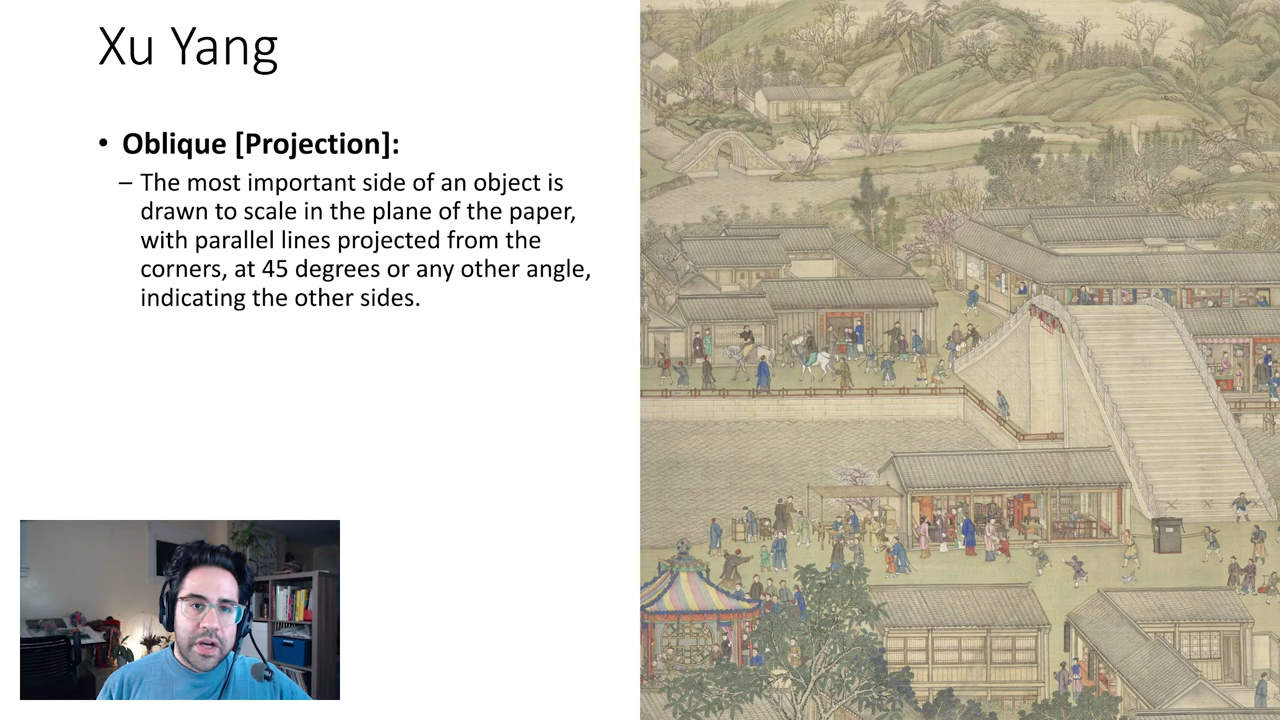 Xu Yang
• Oblique [Projection]:
– The most important side of an object is
drawn to scale in the plane of the paper,
with parallel lines projected from the
corners, at 45 degrees or any other angle,
indicating the other sides.